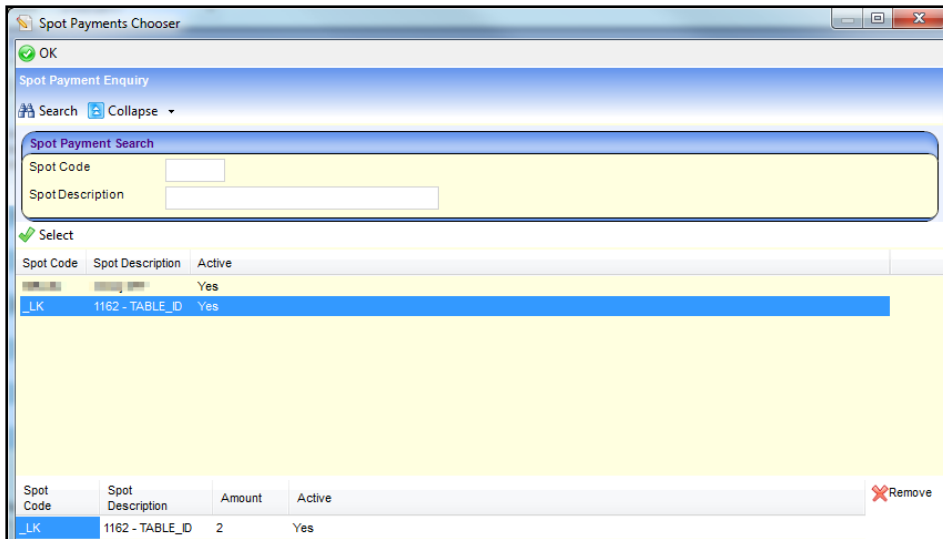 Spot Payments Chooser
OK
Spot Payment Enquiry
Search Collapse
Spot Payment Search
Spot Code
Spot Description
Select
Spot Code Spot Description Active
Yes
_LK 1162 - TABLE_ID Yes
Spot Code Spot Description Amount Active Remove
_LK 1162 - TABLE_ID 2 Yes